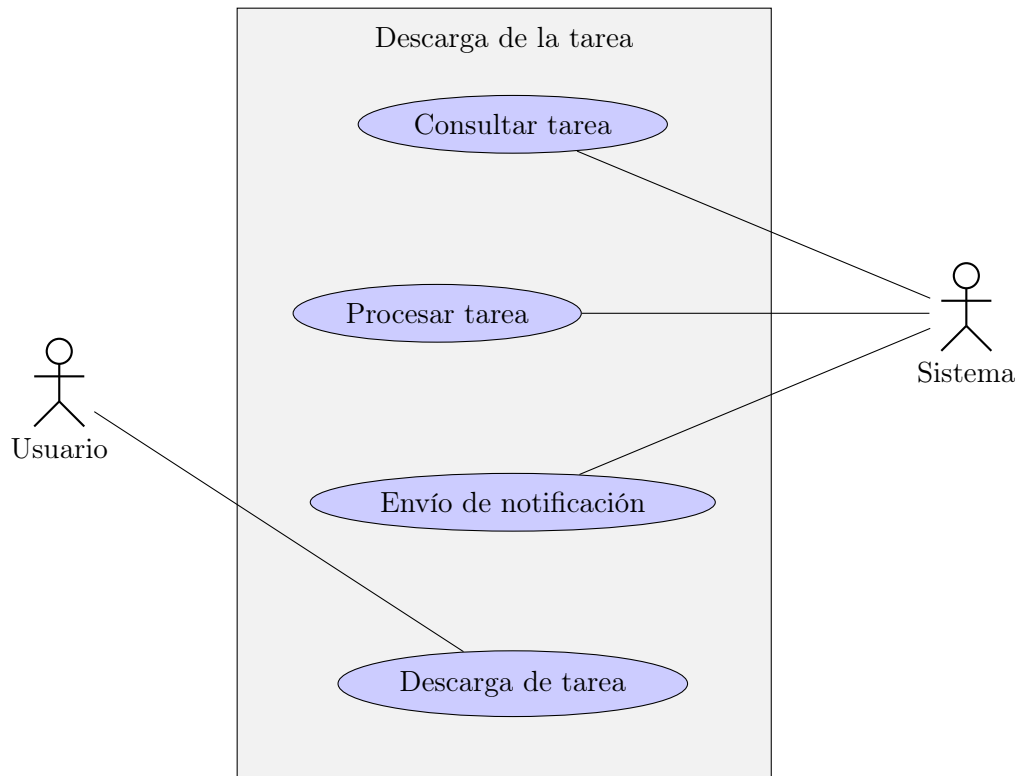 Descarga de la tarea
Consultar tarea
Procesar tarea
Sistema
Usuario
Envío de notificación
Descarga de tarea